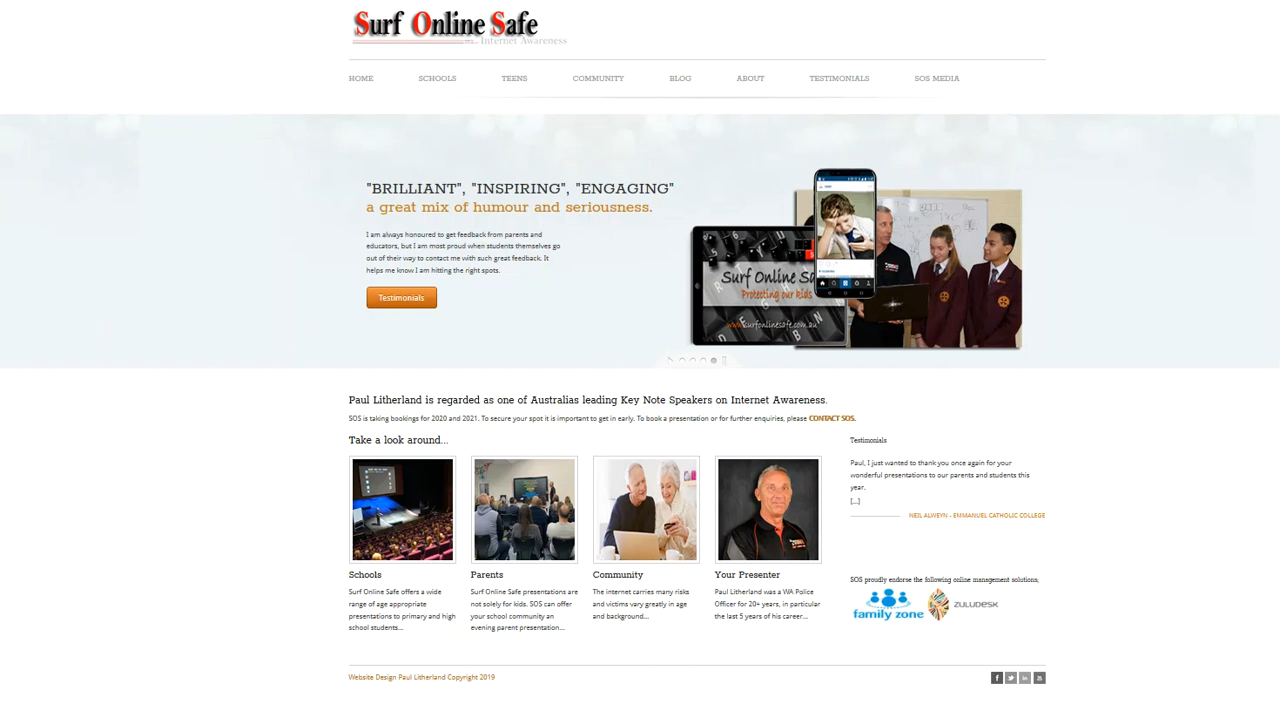 Surf Online Safe
Internet Awareness
HOME SCHOOLS TEENS COMMUNITY BLOG ABOUT TESTIMONIALS SOS MEDIA
"BRILLIANT", "INSPIRING", "ENGAGING"
a great mix of humour and seriousness.
I am always honoured to get feedback from parents and
educators, but I am most proud when students themselves go
out of their way to contact me with such great feedback. It
helps me know I am hitting the right spots.
Testimonials
Surf Online Sa
Protecting our kids
www.surfonlinesafe.com.au
Paul Litherland is regarded as one of Australias leading Key Note Speakers on Internet Awareness.
SOS is taking bookings for 2020 and 2021. To secure your spot it is important to get in early. To book a presentation or for further enquiries, please CONTACT SOS.
Take a look around...
Schools
Surf Online Safe offers a wide
range of age appropriate
presentations to primary and high
school students...
Parents
Surf Online Safe presentations are
not solely for kids. SOS can offer
your school community an
evening parent presentation...
Community
The internet carries many risks
and victims vary greatly in age
and background...
Your Presenter
Paul Litherland was a WA Police
Officer for 20+ years, in particular
the last 5 years of his career...
Testimonials
Paul, I just wanted to thank you once again for your
wonderful presentations to our parents and students this
year.
[...]
NEIL ALWEYN - EMMANUEL CATHOLIC COLLEGE
SOS proudly endorse the following online management solutions;
family zone
ZULUDESK
Website Design Paul Litherland Copyright 2019